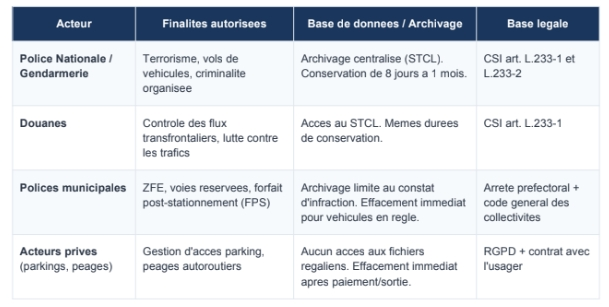 Acteur Finalites autorisees Base de donnees / Archivage Base legale
Police Nationale / Gendarmerie
Terrorisme, vols de vehicules, criminalite organisee
Archivage centralise (STCL). Conservation de 8 jours a 1 mois.
CSI art. L.233-1 et L.233-2
Douanes
Controle des flux transfrontaliers, lutte contre les trafics
Acces au STCL. Memes durees de conservation.
CSI art. L.233-1
Polices municipales
ZFE, voies reservees, forfait post-stationnement (FPS)
Archivage limite au constat d'infraction. Effacement immediat pour vehicules en regle.
Arrete prefectoral + code general des collectivites
Acteurs prives (parkings, peages)
Gestion d'acces parking, peages autoroutiers
Aucun acces aux fichiers regaliens. Effacement immediat apres paiement/sortie.
RGPD + contrat avec l'usager